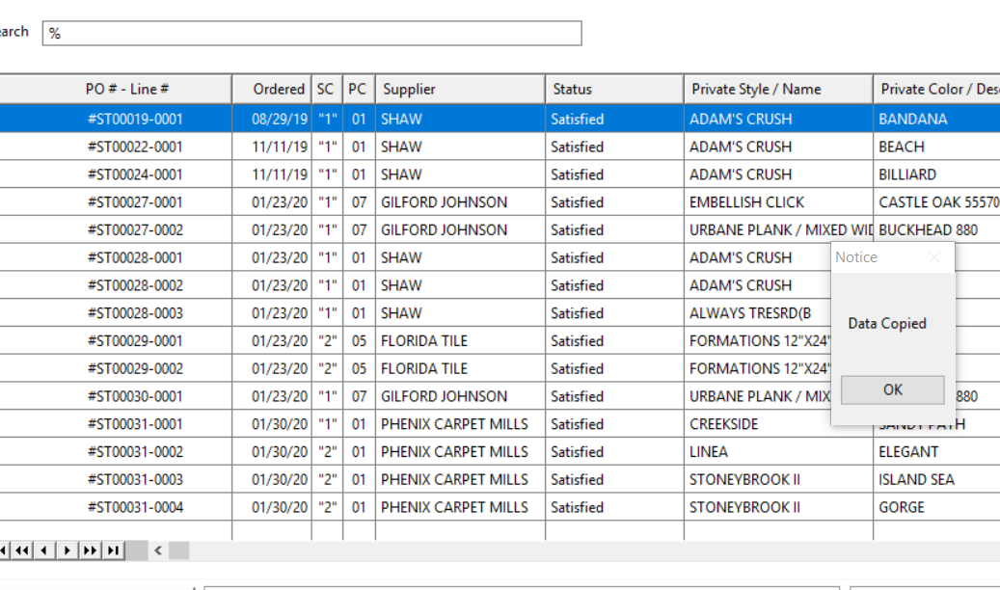 earch %
PO # - Line # Ordered SC PC Supplier Status Private Style / Name Private Color / Des
#ST00019-0001 08/29/19 "1" 01 SHAW Satisfied ADAM'S CRUSH BANDANA
#ST00022-0001 11/11/19 "1" 01 SHAW Satisfied ADAM'S CRUSH BEACH
#ST00024-0001 11/11/19 "1" 01 SHAW Satisfied ADAM'S CRUSH BILLIARD
#ST00027-0001 01/23/20 "1" 07 GILFORD JOHNSON Satisfied EMBELLISH CLICK CASTLE OAK 55570
#ST00027-0002 01/23/20 "1" 07 GILFORD JOHNSON Satisfied URBANE PLANK / MIXED WID BUCKHEAD 880
#ST00028-0001 01/23/20 "1" 01 SHAW Satisfied ADAM'S CRUSH
#ST00028-0002 01/23/20 "1" 01 SHAW Satisfied ADAM'S CRUSH
#ST00028-0003 01/23/20 "1" 01 SHAW Satisfied ALWAYS TRESRD(B
#ST00029-0001 01/23/20 "2" 05 FLORIDA TILE Satisfied FORMATIONS 12"X24"
#ST00029-0002 01/23/20 "2" 05 FLORIDA TILE Satisfied FORMATIONS 12"X24"
#ST00030-0001 01/23/20 "1" 07 GILFORD JOHNSON Satisfied URBANE PLANK / MIX 880
#ST00031-0001 01/30/20 "1" 01 PHENIX CARPET MILLS Satisfied CREEKSIDE SANDY PATH
#ST00031-0002 01/30/20 "2" 01 PHENIX CARPET MILLS Satisfied LINEA ELEGANT
#ST00031-0003 01/30/20 "2" 01 PHENIX CARPET MILLS Satisfied STONEYBROOK II ISLAND SEA
#ST00031-0004 01/30/20 "2" 01 PHENIX CARPET MILLS Satisfied STONEYBROOK II GORGE
Notice
Data Copied
OK